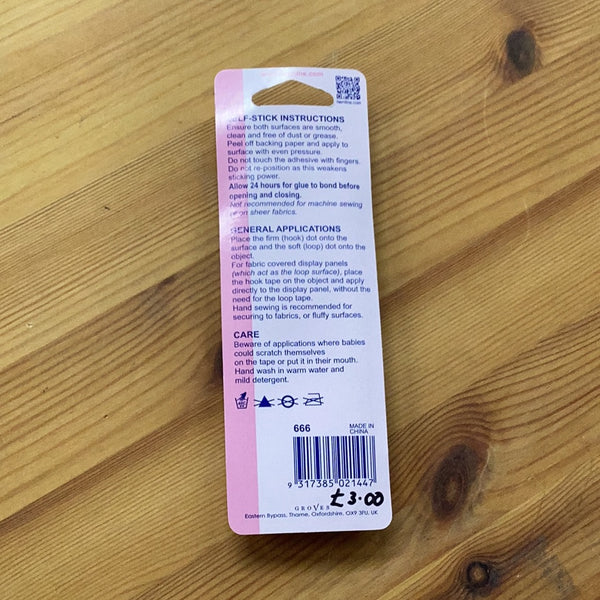 hemline.com
SELF-STICK INSTRUCTIONS
Ensure both surfaces are smooth,
clean and free of dust or grease.
Peel off backing paper and apply to
surface with even pressure.
Do not touch the adhesive with fingers.
Do not re-position as this weakens
sticking power.
Allow 24 hours for glue to bond before
opening and closing.
Not recommended for machine sewing
or on sheer fabrics.
GENERAL APPLICATIONS
Place the firm (hook) dot onto the
surface and the soft (loop) dot onto the
object.
For fabric covered display panels
(which act as the loop surface), place
the hook tape on the object and apply
directly to the display panel, without the
need for the loop tape.
Hand sewing is recommended for
securing to fabrics, or fluffy surfaces.
CARE
Beware of applications where babies
could scratch themselves
on the tape or put it in their mouth.
Hand wash in warm water and
mild detergent.
666
MADE IN
CHINA
9 317385 021447
£3.00
GROVES
Eastern Bypass, Thame, Oxfordshire, OX9 3FU, UK